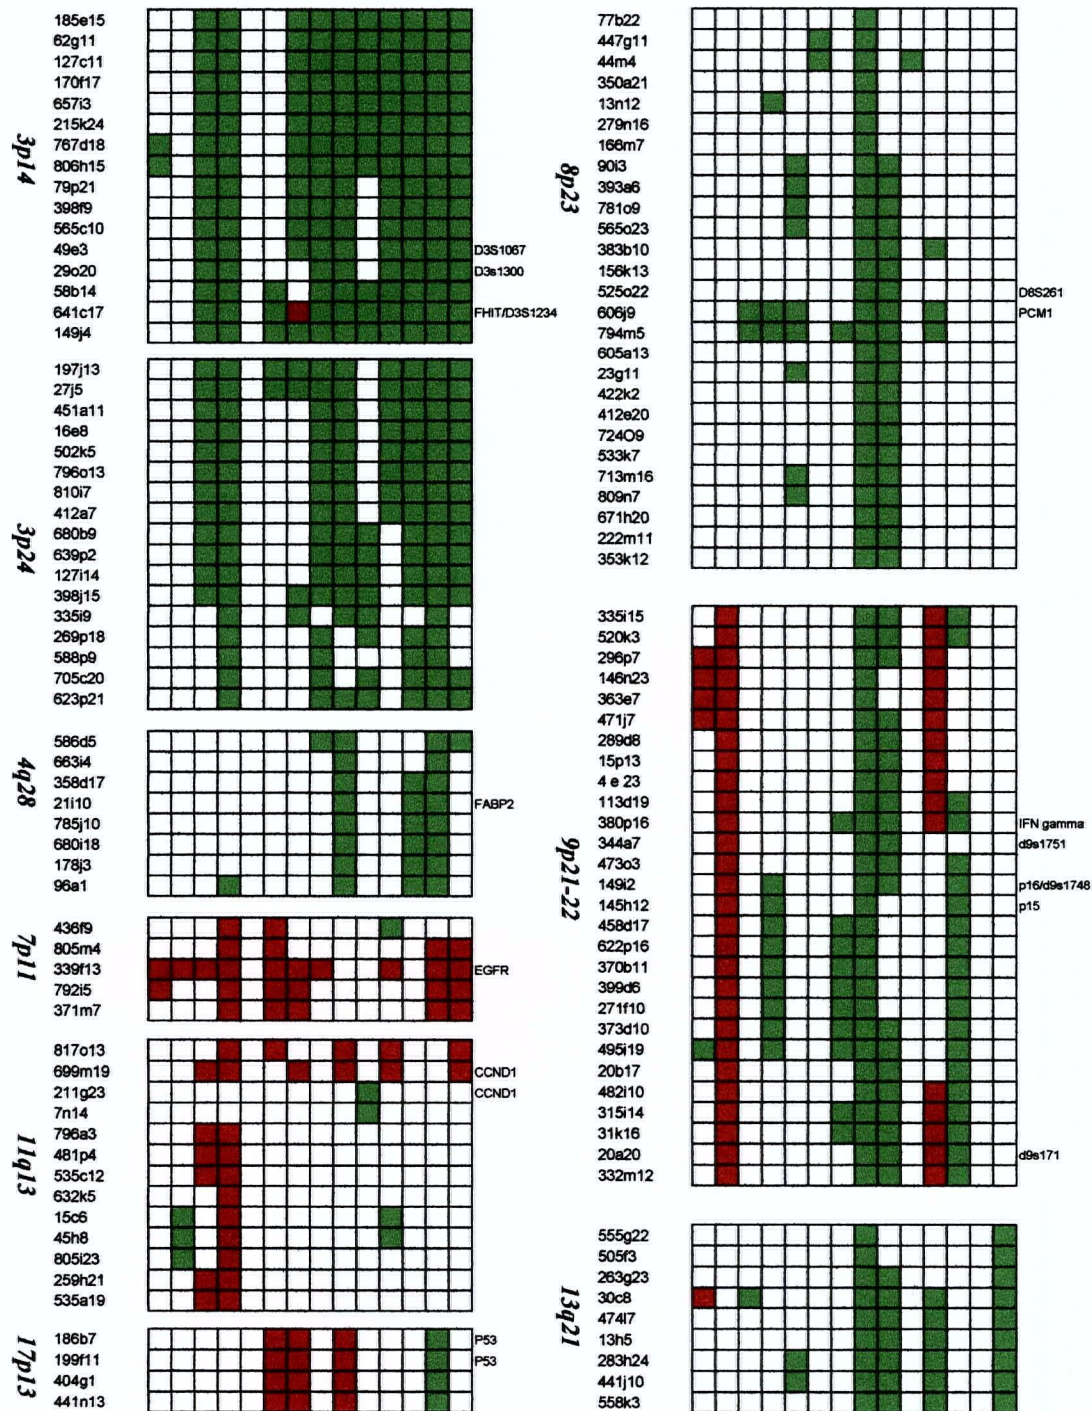 3p14
185e15
62g11
127c11
170f17
657i3
215k24
767d18
806h15
79p21
398f9
565c10
49e3 D3S1067
29o20 D3s1300
58b14
641c17 FHIT/D3S1234
149j4
3p24
197j13
27j5
451a11
16e8
502k5
796o13
810i7
412a7
680b9
639p2
127i14
398j15
335i9
269p18
588p9
705c20
623p21
4q28
586d5
663i4
358d17
21i10 FABP2
785j10
680i18
178j3
96a1
7p11
436f9
805m4
339f13 EGFR
792i5
371m7
11q13
817o13
699m19 CCND1
211g23 CCND1
7n14
796a3
481p4
535c12
632k5
15c6
45h8
805i23
259h21
535a19
17p13
186b7 P53
199f11 P53
404g1
441n13
8p23
77b22
447g11
44m4
350a21
13n12
279n16
166m7
90i3
393a6
781o9
565o23
383b10
156k13
525o22 D8S261
606j9 PCM1
794m5
605a13
23g11
422k2
412e20
724O9
533k7
713m16
809n7
671h20
222m11
353k12
9p21-22
335i15
520k3
296p7
146n23
363e7
471j7
289d8
15p13
4 e 23
113d19
380p16 IFN gamma
344a7 d9s1751
473o3
149i2 p16/d9s1748
145h12 p15
458d17
622p16
370b11
399d6
271f10
373d10
495i19
20b17
482i10
315i14
31k16
20a20 d9s171
332m12
13q21
555g22
505f3
263g23
30c8
474l7
13h5
283h24
441j10
558k3